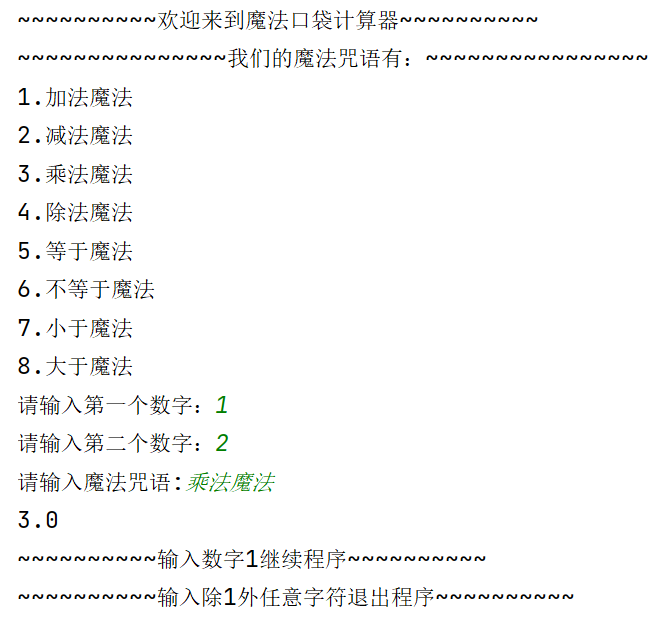 ~~~~~~~~~~欢迎来到魔法口袋计算器~~~~~~~~~~
~~~~~~~~~~~~~~~我们的魔法咒语有：~~~~~~~~~~~~~~~~
1.加法魔法
2.减法魔法
3.乘法魔法
4.除法魔法
5.等于魔法
6.不等于魔法
7.小于魔法
8.大于魔法
请输入第一个数字：1
请输入第二个数字：2
请输入魔法咒语:乘法魔法
3.0
~~~~~~~~~~输入数字1继续程序~~~~~~~~~~
~~~~~~~~~~输入除1外任意字符退出程序~~~~~~~~~~